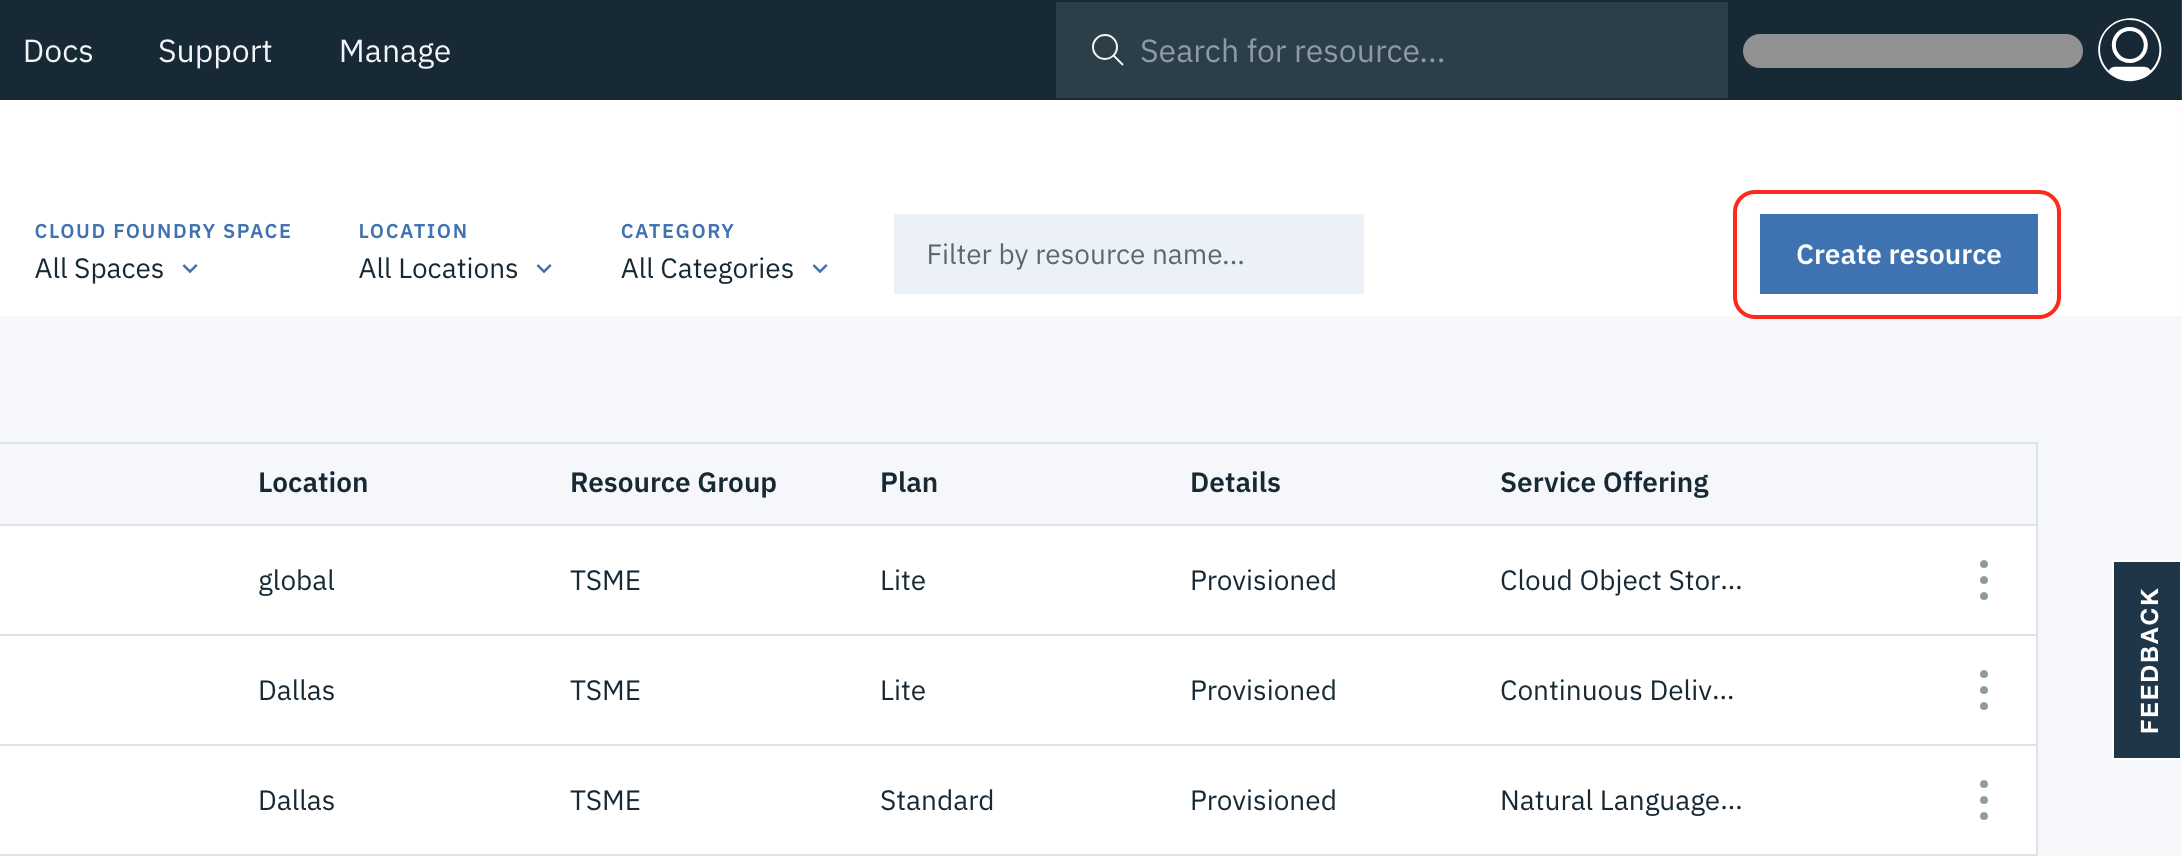 Docs Support Manage Search for resource...
CLOUD FOUNDRY SPACE LOCATION CATEGORY
All Spaces All Locations All Categories Filter by resource name... Create resource
Location Resource Group Plan Details Service Offering
global TSME Lite Provisioned Cloud Object Stor...
Dallas TSME Lite Provisioned Continuous Deliv...
Dallas TSME Standard Provisioned Natural Language...
FEEDBACK